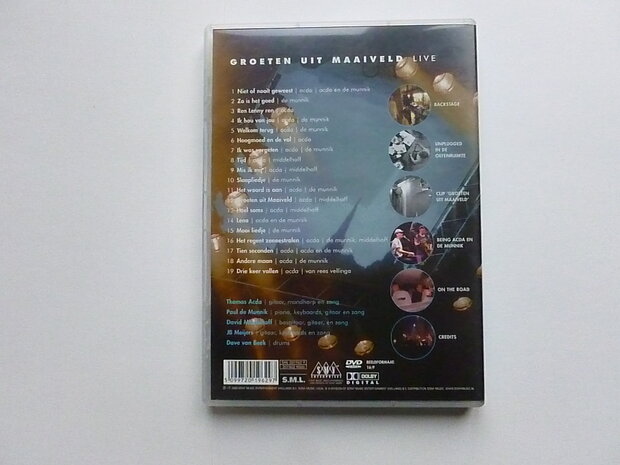 GROETEN UIT MAAIVELD LIVE
1 Niet of nooit geweest | acda | acda en de munnik
2 Zo is het goed | de munnik
3 Ren Lenny ren | acda
4 Ik hou van jou | acda | de munnik
5 Welkom terug | acda | de munnik
6 Hoogmoed en de val | acda
7 Ik was vergeten | acda | de munnik
8 Tijd | acda | middelhoff
9 Mis ik mij | acda | middelhoff
10 Slaapliedje | de munnik
11 Het woord is aan | acda | de munnik
12 Groeten uit Maaiveld | acda | middelhoff
13 Heel soms | acda | middelhoff
14 Lena | acda en de munnik
15 Mooi liedje | de munnik
16 Het regent zonnestralen | acda | de munnik, middelhoff
17 Tien seconden | acda | de munnik
18 Andere maan | acda | de munnik
19 Drie keer vallen | acda | van rees vellinga
Thomas Acda | gitaar, mondharp en zang
Paul de Munnik | piano, keyboards, gitaar en zang
David Middelhoff | basgitaar, gitaar, en zang
JB Meijers | gitaar, keyboards en zang
Dave van Beek | drums
BACKSTAGE
UNPLUGGED
IN DE
OEFENRUIMTE
CLIP 'GROETEN
UIT MAAIVELD'
BEING ACDA EN
DE MUNNIK
ON THE ROAD
CREDITS
5 099720 196297
S.M.L.
SMA
DVD
BEELDFORMAAT:
16:9
DOLBY
DIGITAL